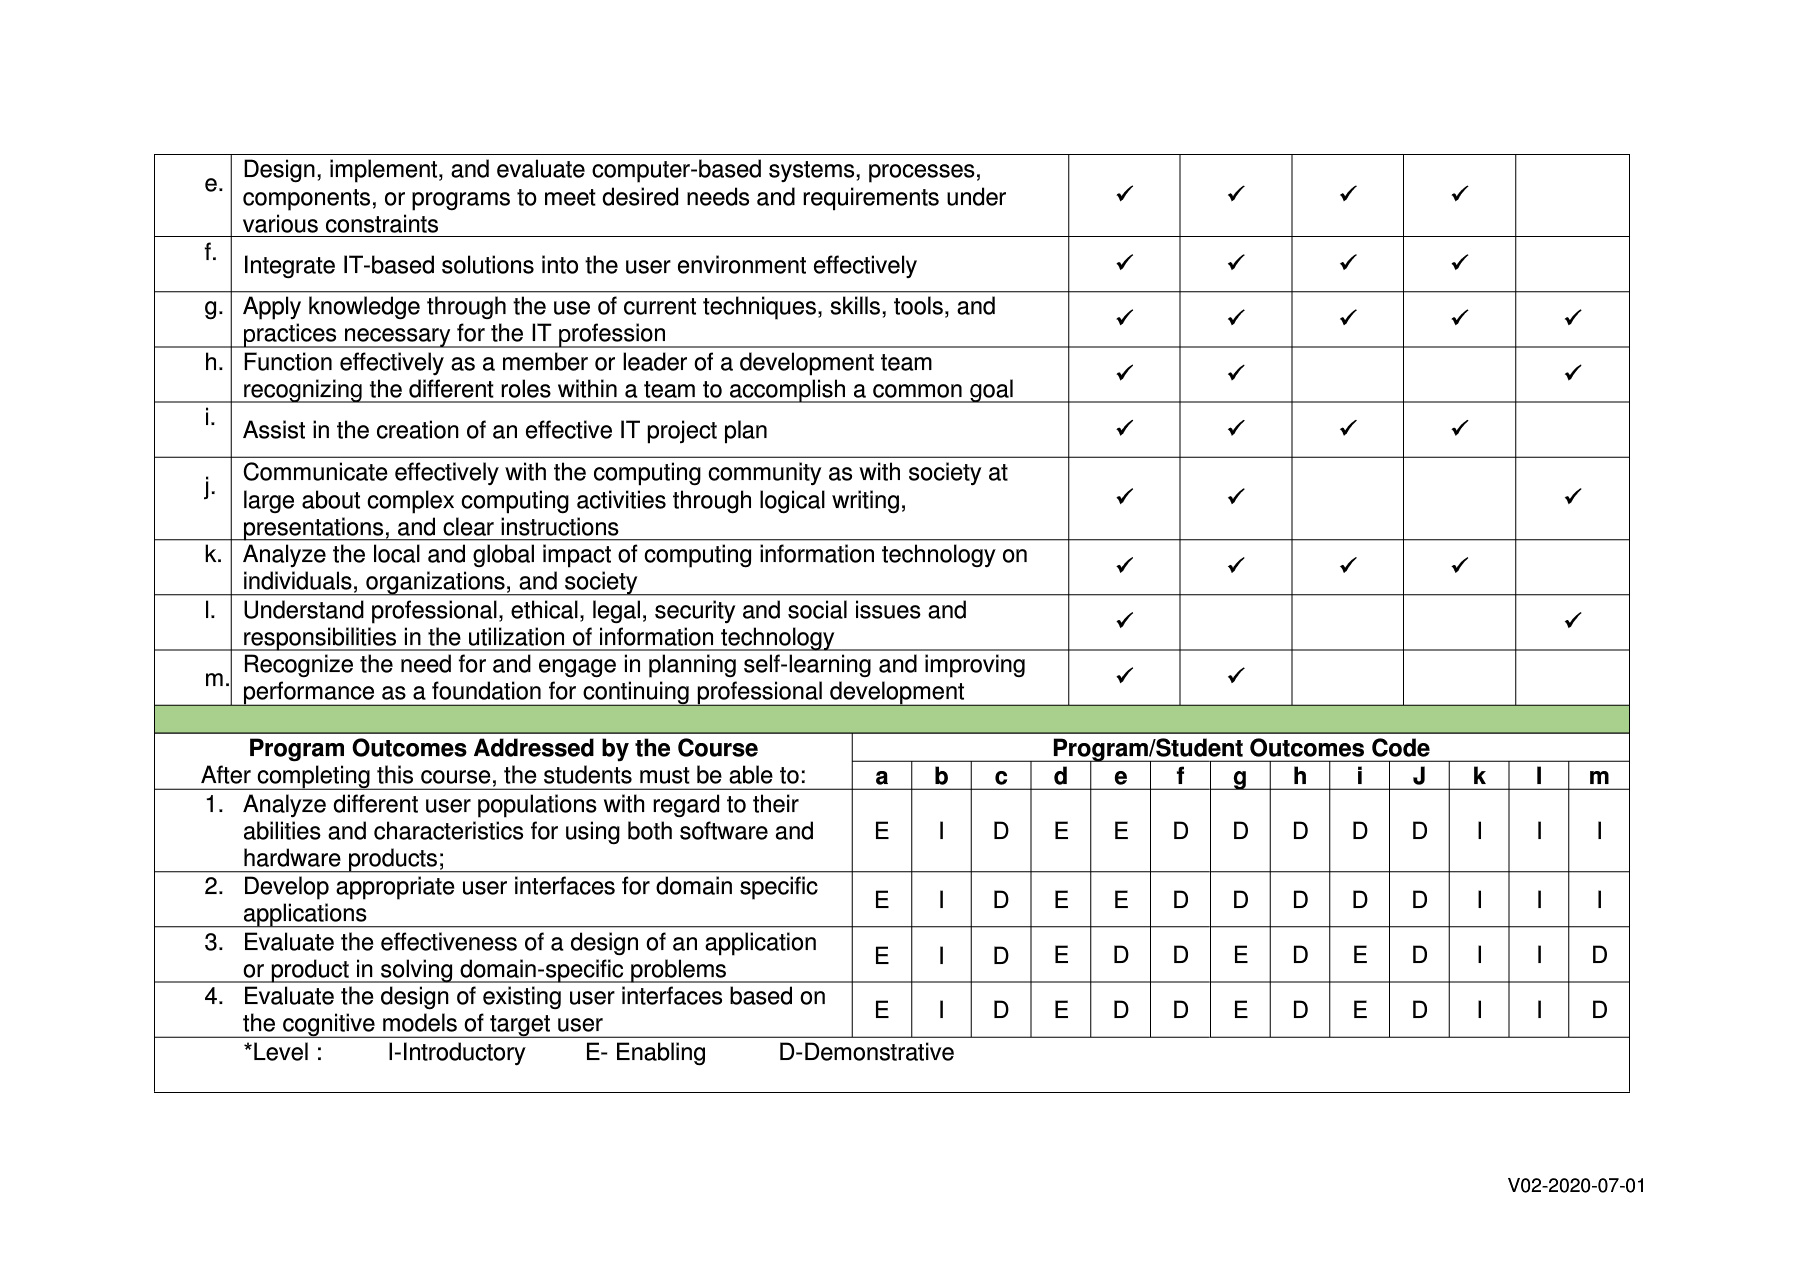 e. Design, implement, and evaluate computer-based systems, processes,
components, or programs to meet desired needs and requirements under
various constraints ✓ ✓ ✓ ✓
f. Integrate IT-based solutions into the user environment effectively ✓ ✓ ✓ ✓
g. Apply knowledge through the use of current techniques, skills, tools, and
practices necessary for the IT profession ✓ ✓ ✓ ✓ ✓
h. Function effectively as a member or leader of a development team
recognizing the different roles within a team to accomplish a common goal ✓ ✓ ✓
i. Assist in the creation of an effective IT project plan ✓ ✓ ✓ ✓
j. Communicate effectively with the computing community as with society at
large about complex computing activities through logical writing,
presentations, and clear instructions ✓ ✓ ✓
k. Analyze the local and global impact of computing information technology on
individuals, organizations, and society ✓ ✓ ✓ ✓
l. Understand professional, ethical, legal, security and social issues and
responsibilities in the utilization of information technology ✓ ✓
m. Recognize the need for and engage in planning self-learning and improving
performance as a foundation for continuing professional development ✓ ✓
Program Outcomes Addressed by the Course Program/Student Outcomes Code
After completing this course, the students must be able to: a b c d e f g h i J k l m
1. Analyze different user populations with regard to their
abilities and characteristics for using both software and E I D E E D D D D D I I I
hardware products;
2. Develop appropriate user interfaces for domain specific
applications E I D E E D D D D D I I I
3. Evaluate the effectiveness of a design of an application
or product in solving domain-specific problems E I D E D D E D E D I I D
4. Evaluate the design of existing user interfaces based on
the cognitive models of target user E I D E D D E D E D I I D
*Level : I-Introductory E- Enabling D-Demonstrative
V02-2020-07-01